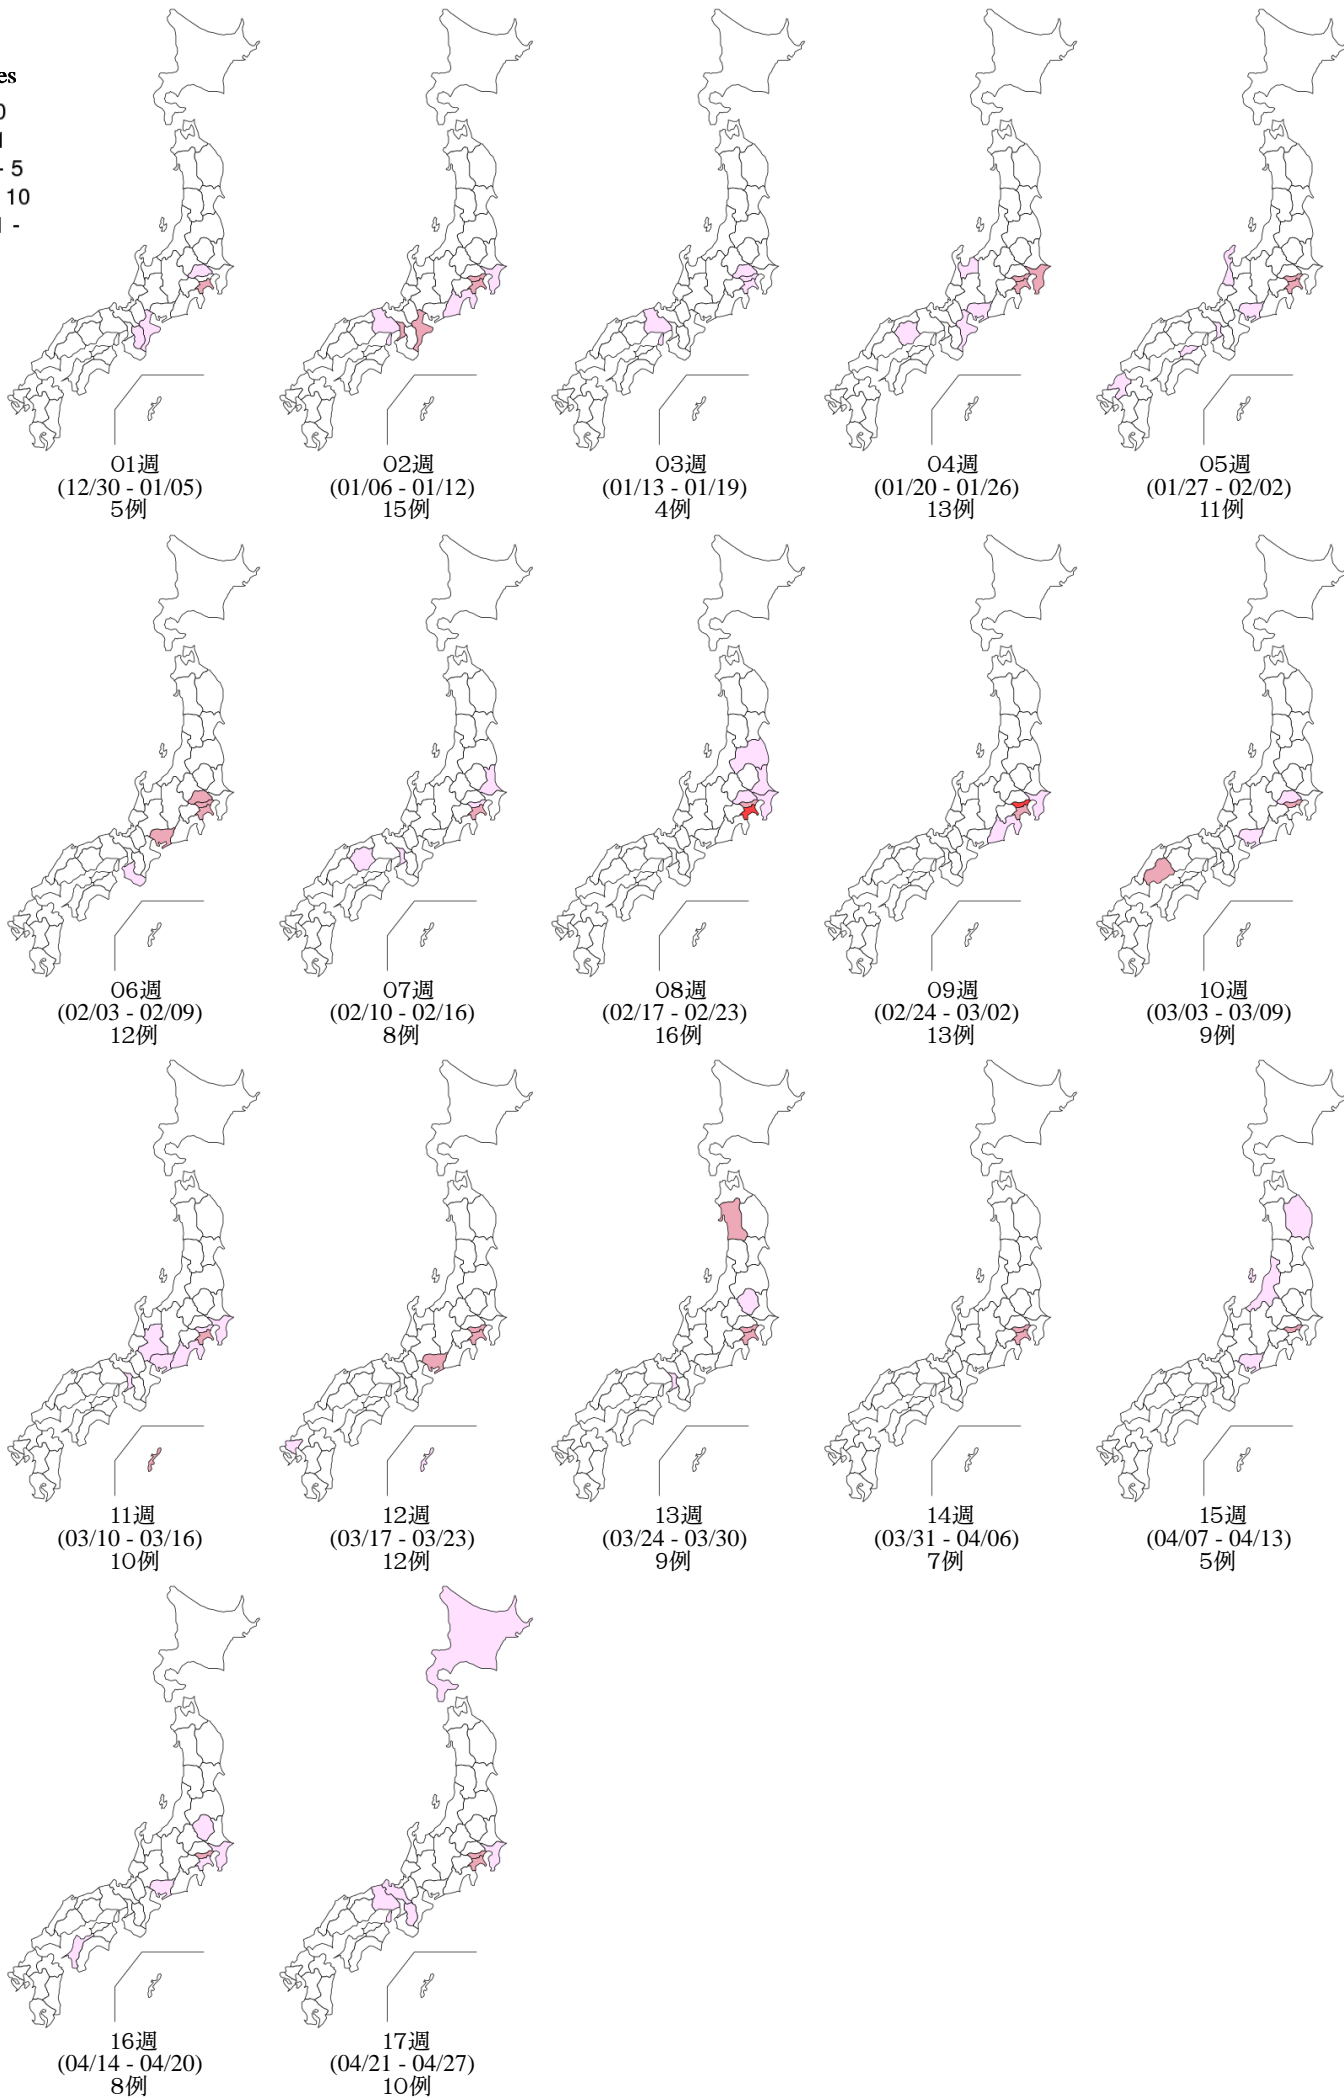 es
0
1
- 5
10
1 -
01週
(12/30 - 01/05)
5例
02週
(01/06 - 01/12)
15例
03週
(01/13 - 01/19)
4例
04週
(01/20 - 01/26)
13例
05週
(01/27 - 02/02)
11例
06週
(02/03 - 02/09)
12例
07週
(02/10 - 02/16)
8例
08週
(02/17 - 02/23)
16例
09週
(02/24 - 03/02)
13例
10週
(03/03 - 03/09)
9例
11週
(03/10 - 03/16)
10例
12週
(03/17 - 03/23)
12例
13週
(03/24 - 03/30)
9例
14週
(03/31 - 04/06)
7例
15週
(04/07 - 04/13)
5例
16週
(04/14 - 04/20)
8例
17週
(04/21 - 04/27)
10例